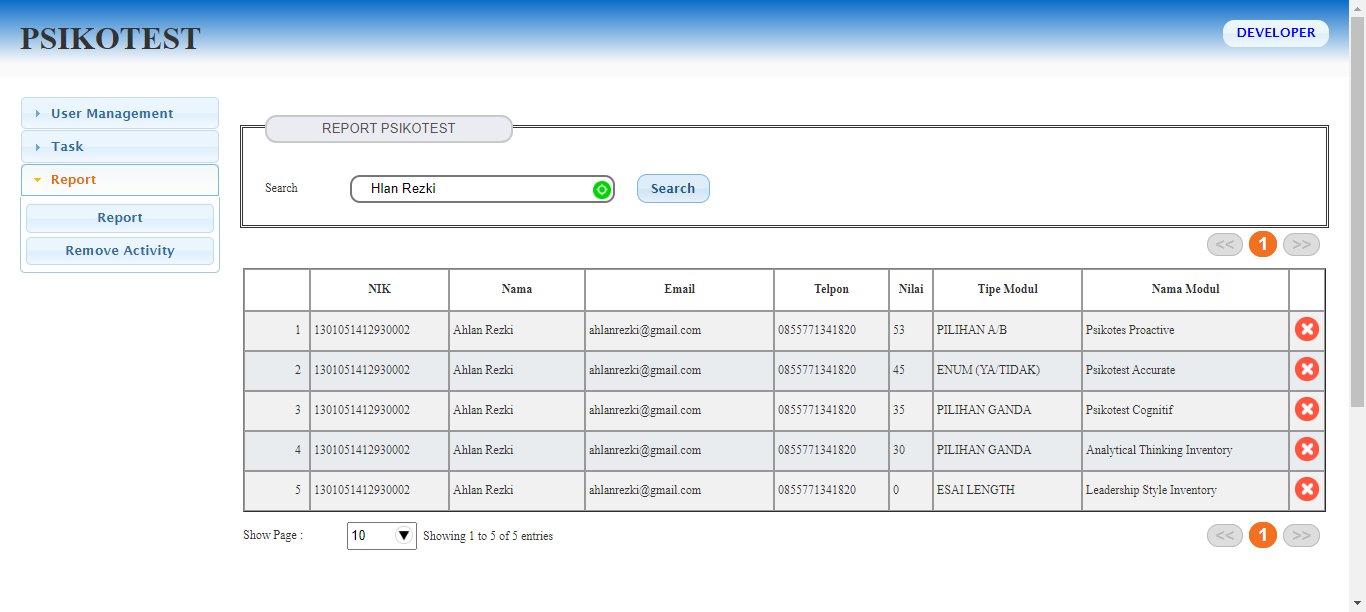 PSIKOTEST
DEVELOPER
User Management
Task
Report
Report
Remove Activity
REPORT PSIKOTEST
Search Hlan Rezki Search
<< 1 >>
NIK Nama Email Telpon Nilai Tipe Modul Nama Modul
1 1301051412930002 Ahlan Rezki ahlanrezki@gmail.com 0855771341820 53 PILIHAN A/B Psikotes Proactive
2 1301051412930002 Ahlan Rezki ahlanrezki@gmail.com 0855771341820 45 ENUM (YA/TIDAK) Psikotest Accurate
3 1301051412930002 Ahlan Rezki ahlanrezki@gmail.com 0855771341820 35 PILIHAN GANDA Psikotest Cognitif
4 1301051412930002 Ahlan Rezki ahlanrezki@gmail.com 0855771341820 30 PILIHAN GANDA Analytical Thinking Inventory
5 1301051412930002 Ahlan Rezki ahlanrezki@gmail.com 0855771341820 0 ESAI LENGTH Leadership Style Inventory
Show Page : 10 Showing 1 to 5 of 5 entries << 1 >>